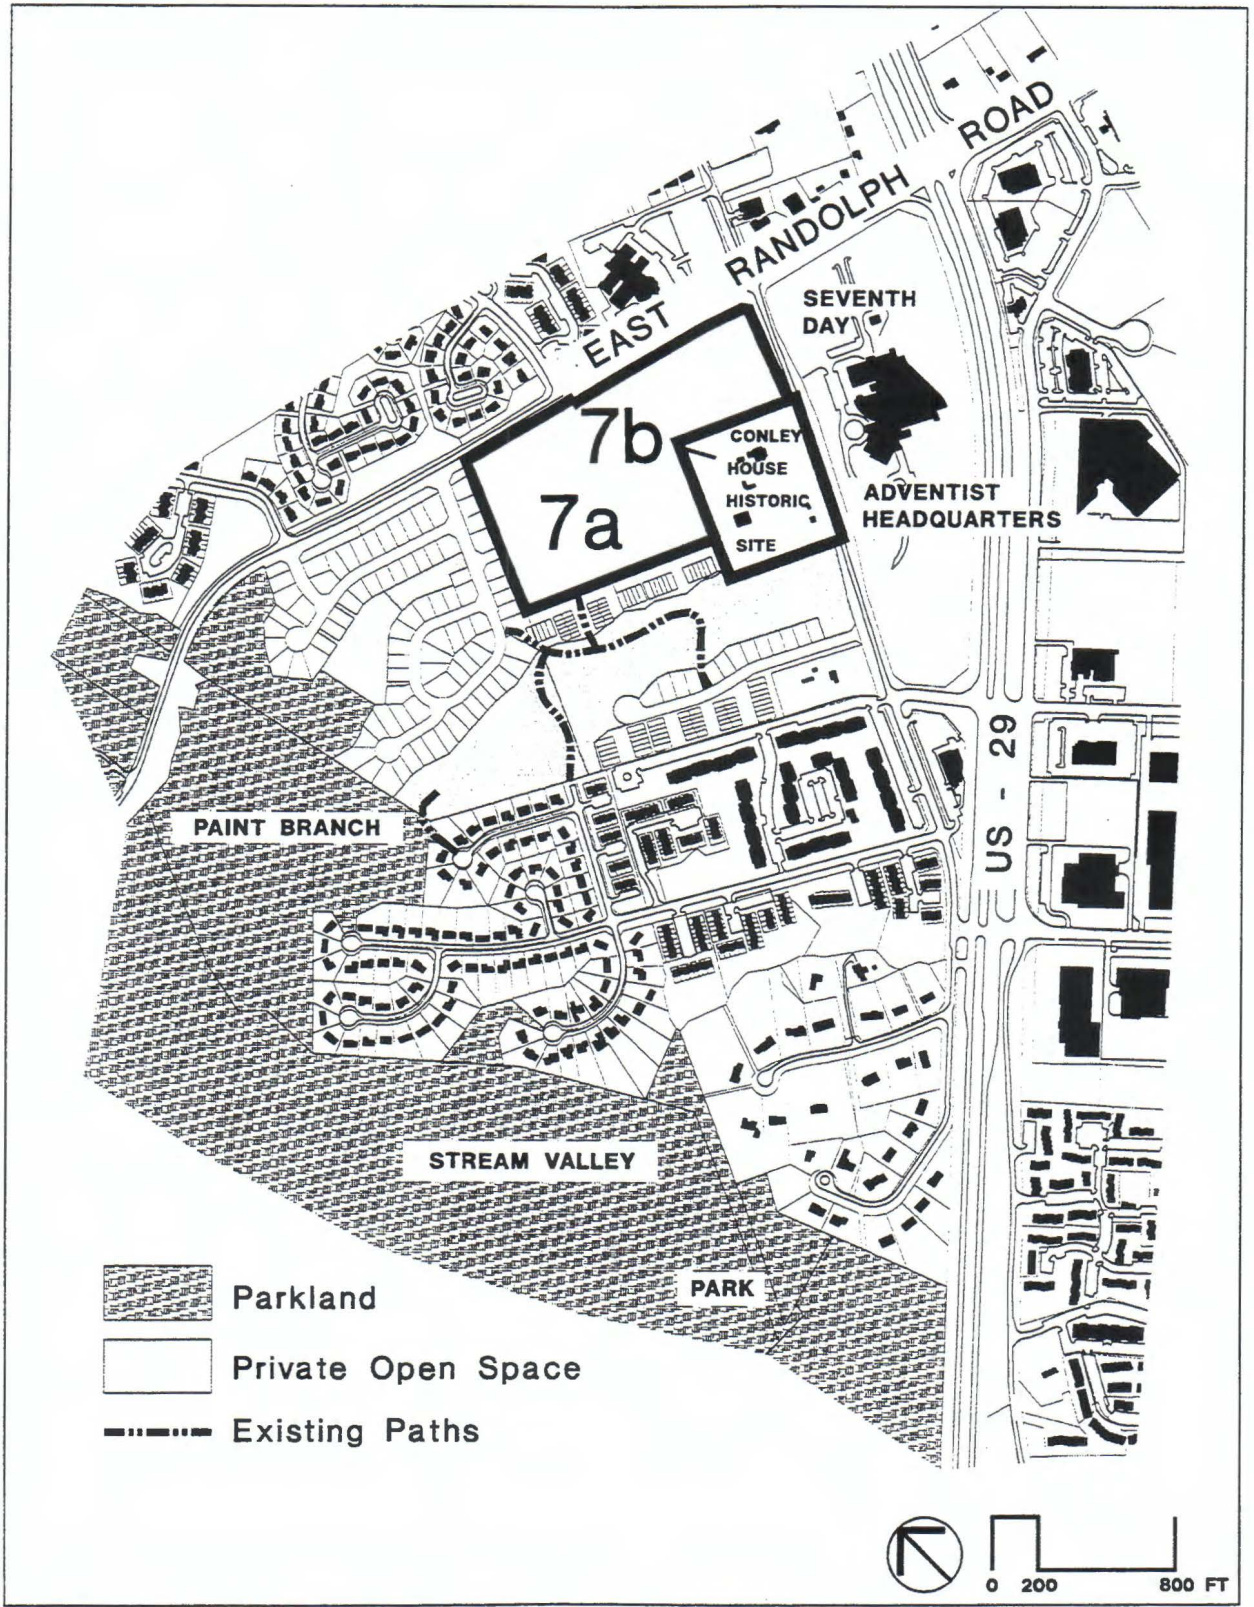 EAST RANDOLPH ROAD
SEVENTH
DAY
7b
CONLEY
HOUSE
HISTORIC
SITE
7a
ADVENTIST
HEADQUARTERS
US - 29
PAINT BRANCH
STREAM VALLEY
PARK
Parkland
Private Open Space
Existing Paths
0 200 800 FT